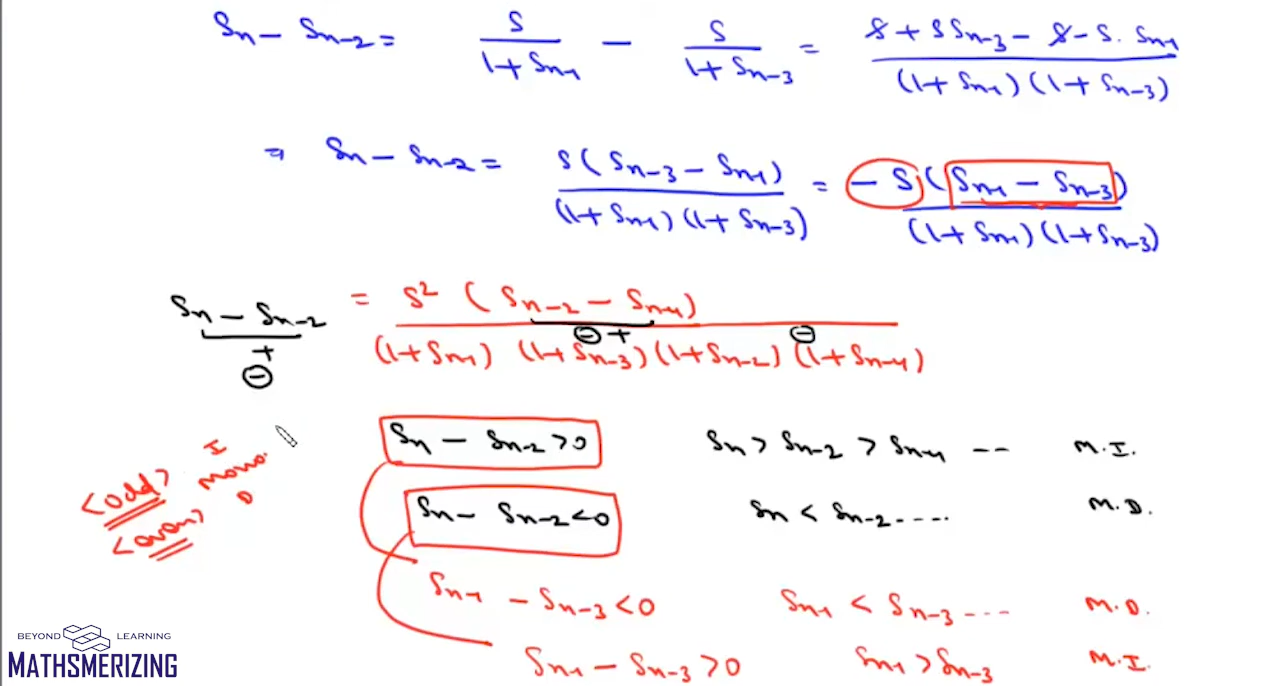 Sn − Sn-2 = S/(1+Sn-1) − S/(1+Sn-3) = (S + S Sn-3 − S − S. Sn-1)/((1+Sn-1)(1+Sn-3))
⇒ Sn − Sn-2 = S(Sn-3 − Sn-1)/((1+Sn-1)(1+Sn-3)) = −S(Sn-1 − Sn-3)/((1+Sn-1)(1+Sn-3))
Sn − Sn-2 = S²(Sn-2 − Sn-4)/((1+Sn-1)(1+Sn-3)(1+Sn-2)(1+Sn-4))
+ ⊖ + ⊖
⊖
Sn − Sn-2 > 0 Sn > Sn-2 > Sn-4 -- M.I.
<odd> I
mono.
<even> D
Sn − Sn-2 < 0 Sn < Sn-2 ..... M.D.
Sn-1 − Sn-3 < 0 Sn-1 < Sn-3 .... M.D.
Sn-1 − Sn-3 > 0 Sn-1 > Sn-3 M.I.
BEYOND LEARNING
MATHSMERIZING